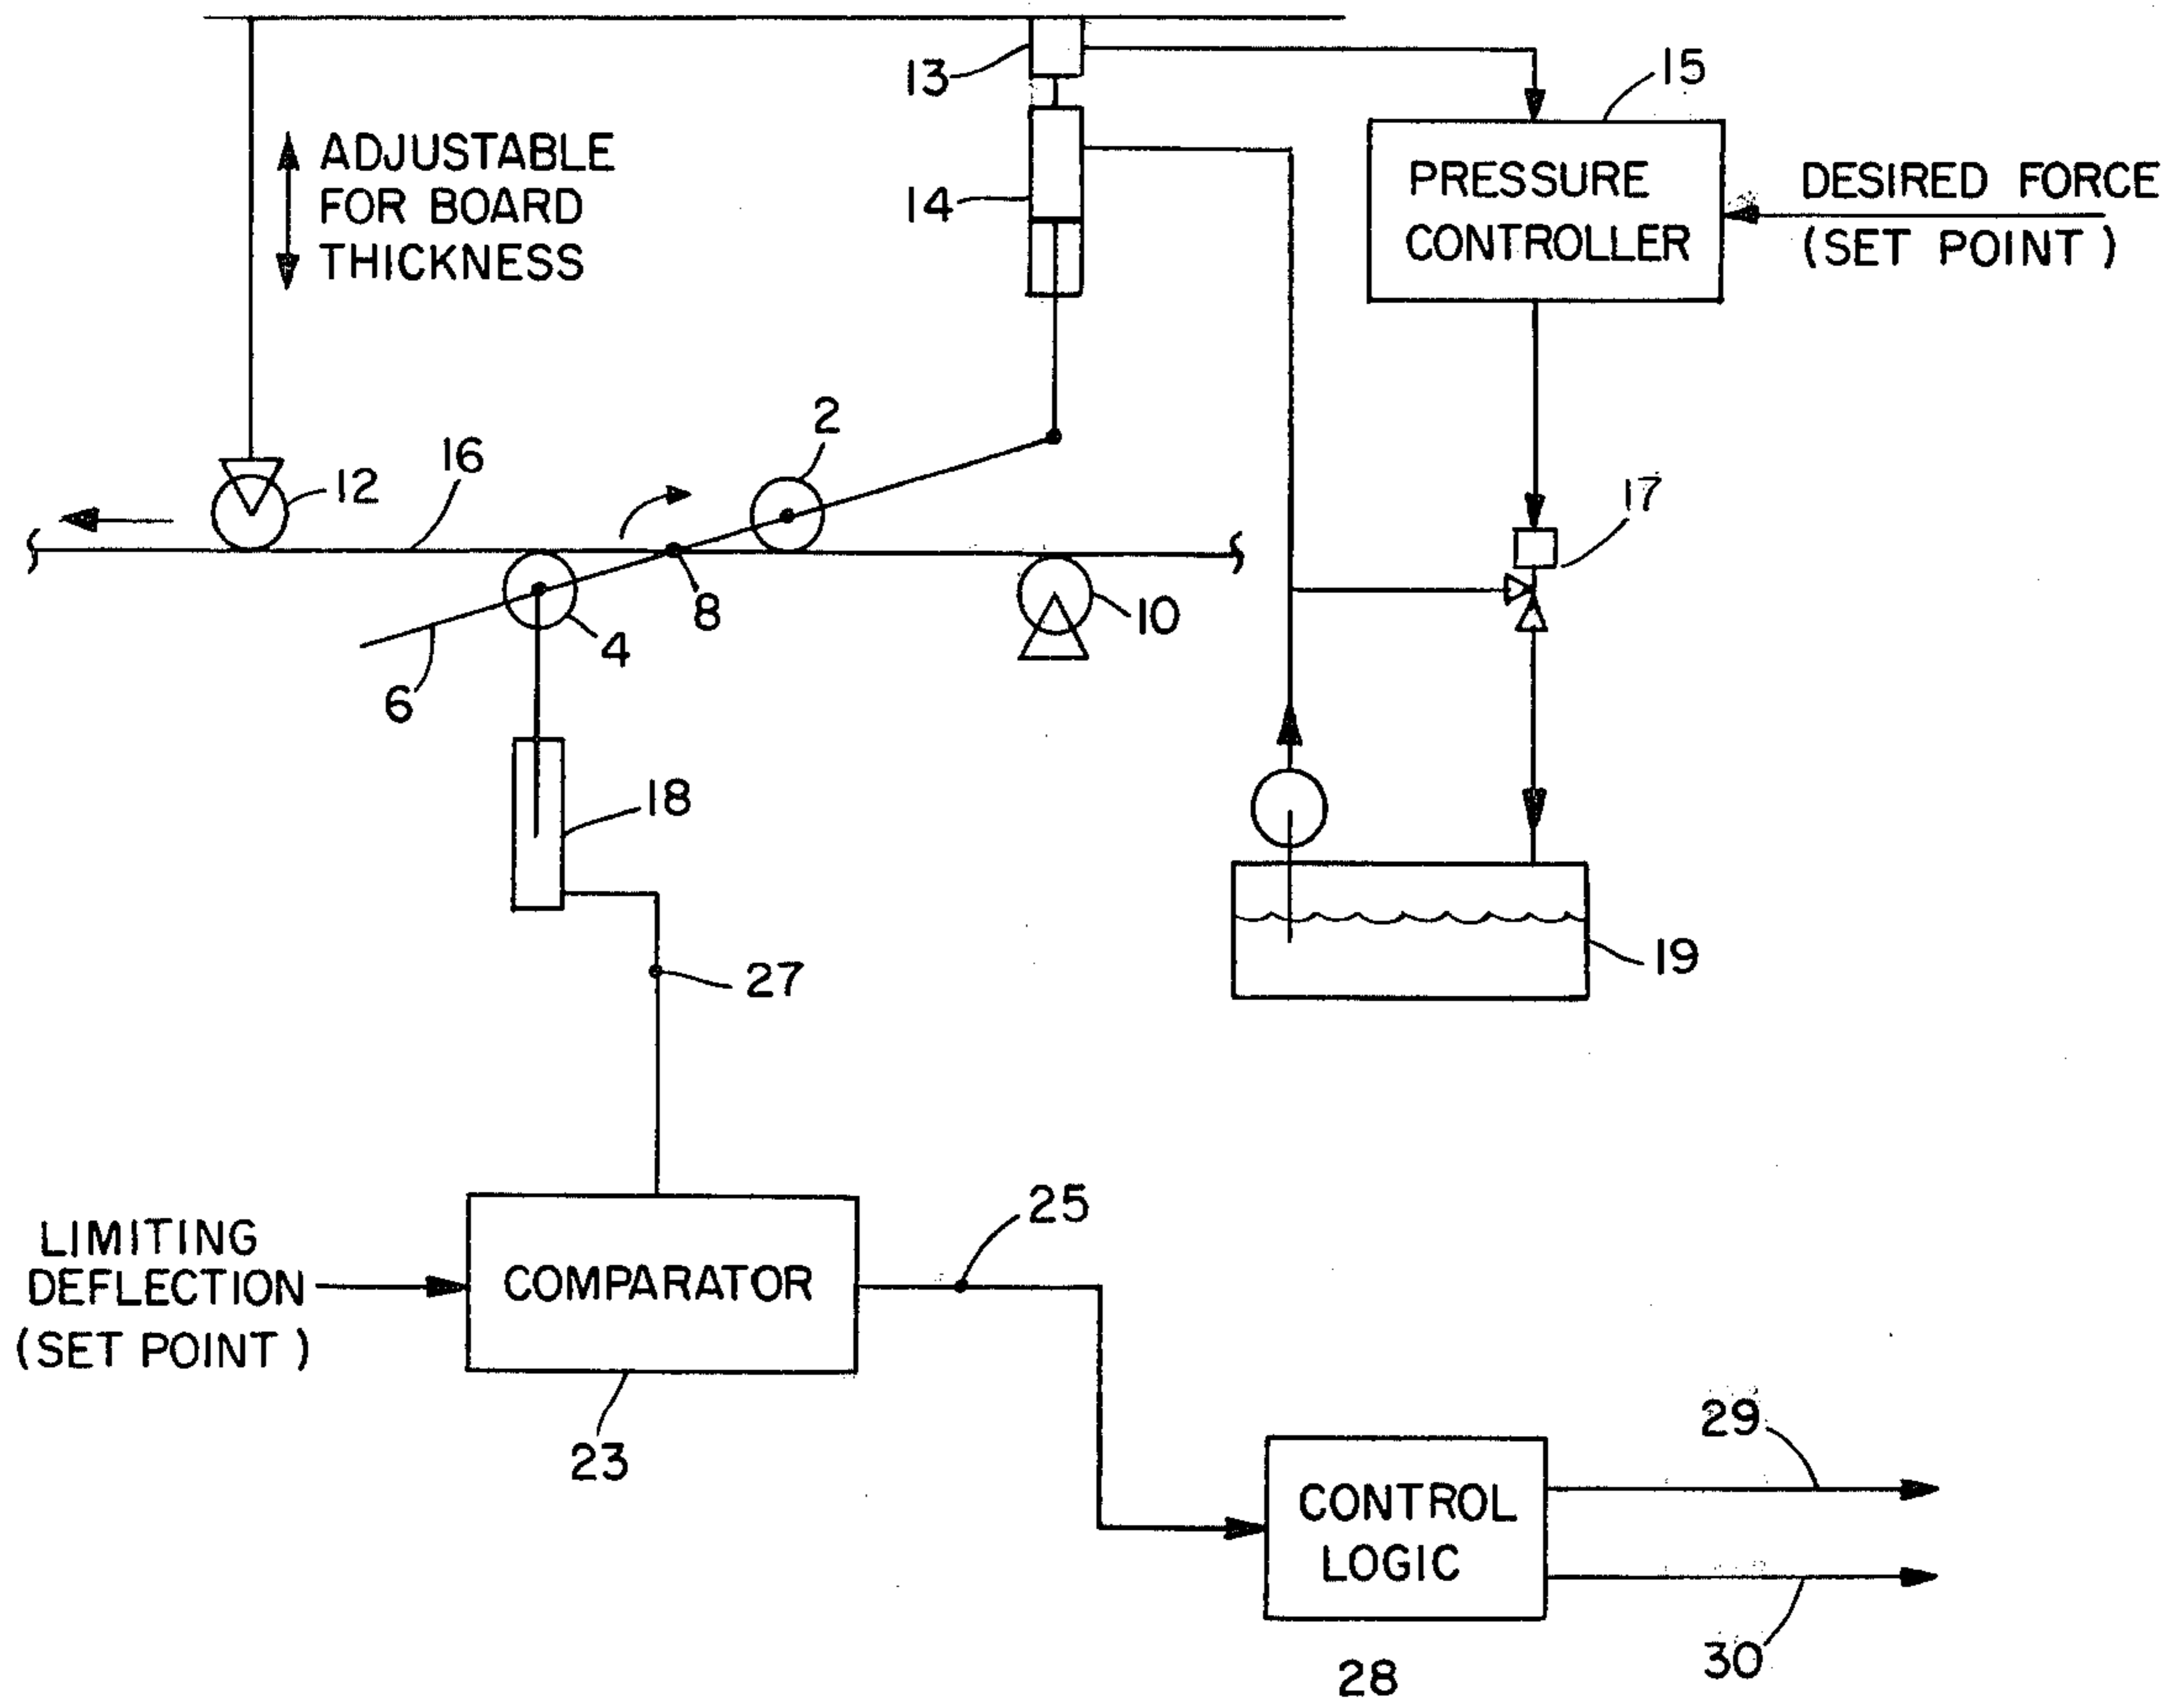 13
15
ADJUSTABLE
FOR BOARD
THICKNESS
14
PRESSURE
CONTROLLER
DESIRED FORCE
(SET POINT)
2
16
12
17
8
10
4
6
18
27
19
25
LIMITING
DEFLECTION
(SET POINT)
COMPARATOR
23
29
CONTROL
LOGIC
30
28